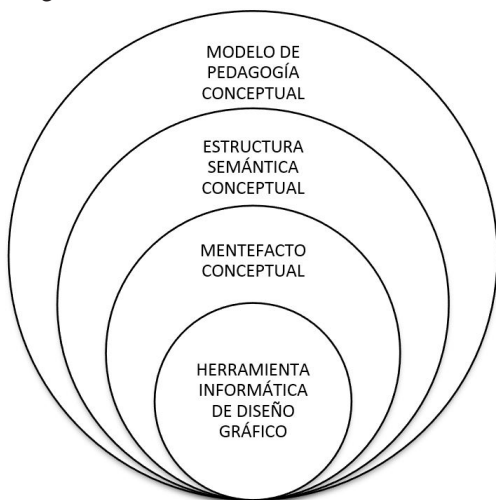 MODELO DE
PEDAGOGÍA
CONCEPTUAL
ESTRUCTURA
SEMÁNTICA
CONCEPTUAL
MENTEFACTO
CONCEPTUAL
HERRAMIENTA
INFORMÁTICA
DE DISEÑO
GRÁFICO